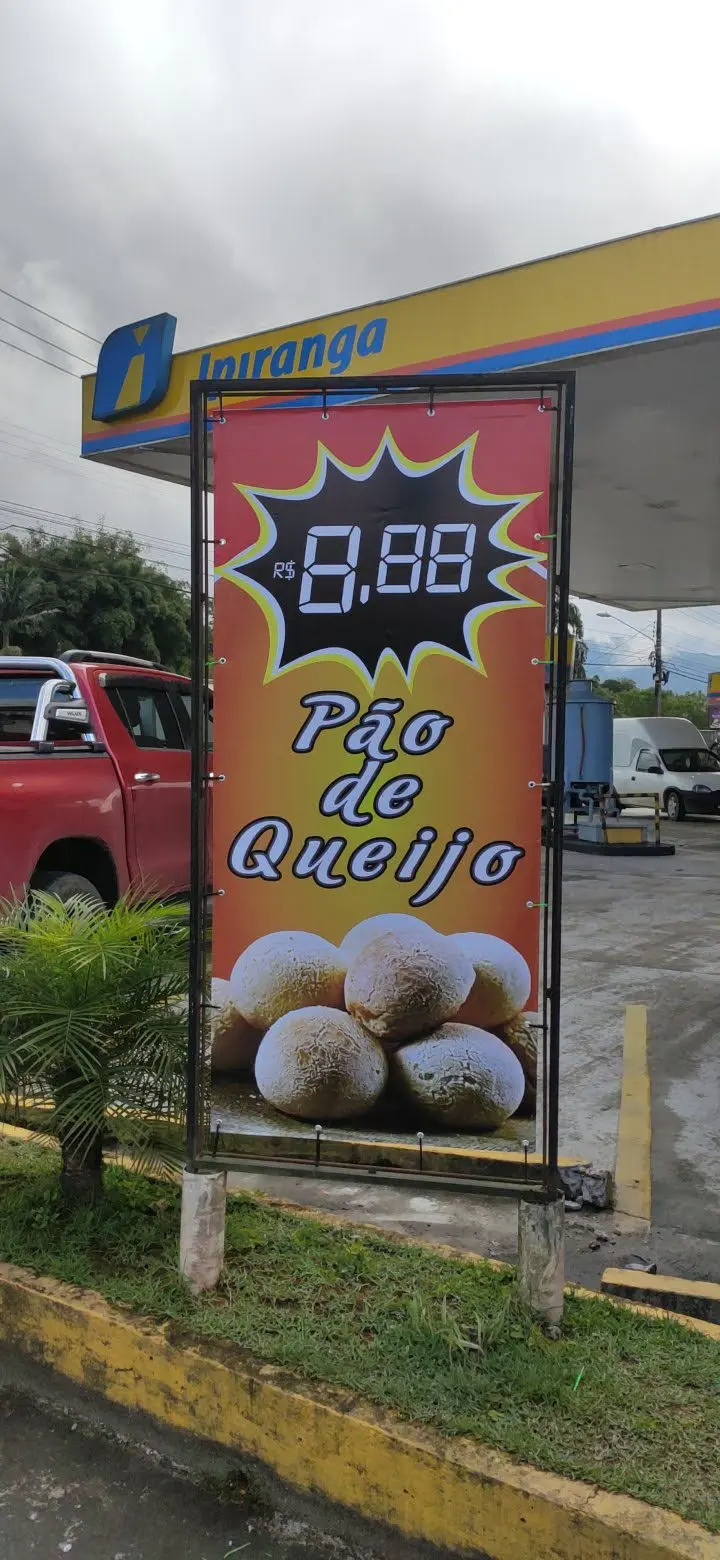 Ipiranga
R$ 8,88
Pão
de
Queijo